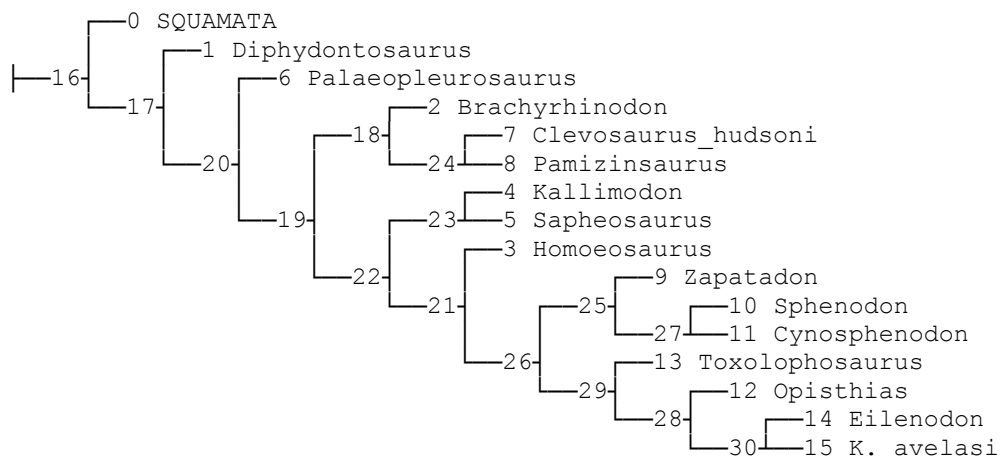 0 SQUAMATA
1 Diphydontosaurus
16
6 Palaeopleurosaurus
17
2 Brachyrhinodon
18
7 Clevosaurus_hudsoni
20
24
8 Pamizinsaurus
4 Kallimodon
19
23
5 Sapheosaurus
3 Homoeosaurus
22
9 Zapatadon
21
25
10 Sphenodon
27
11 Cynosphenodon
26
13 Toxolophosaurus
29
12 Opisthias
28
14 Eilenodon
30
15 K. avelasi